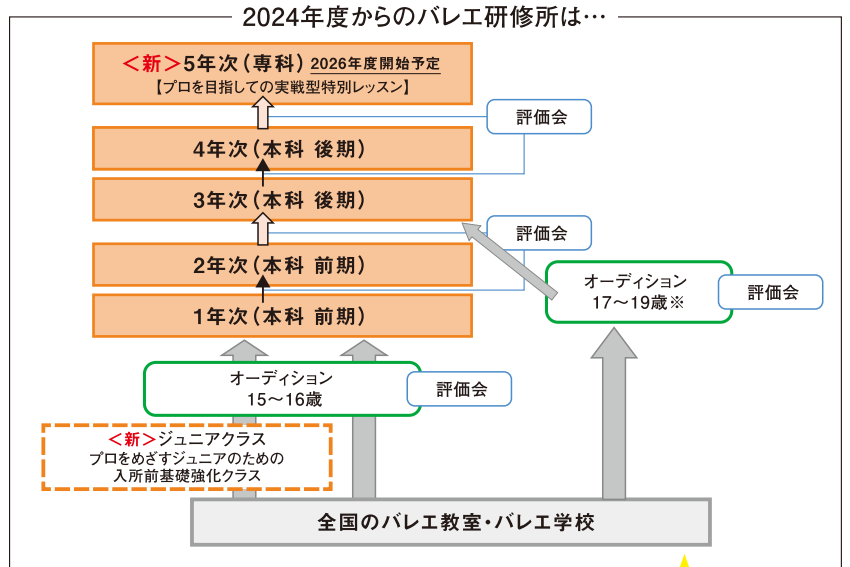 2024年度からのバレエ研修所は…
＜新＞5年次（専科）2026年度開始予定
【プロを目指しての実戦型特別レッスン】
評価会
4年次（本科 後期）
3年次（本科 後期）
評価会
2年次（本科 前期）
オーディション
17～19歳※
評価会
1年次（本科 前期）
オーディション
15～16歳
評価会
＜新＞ジュニアクラス
プロをめざすジュニアのための
入所前基礎強化クラス
全国のバレエ教室・バレエ学校